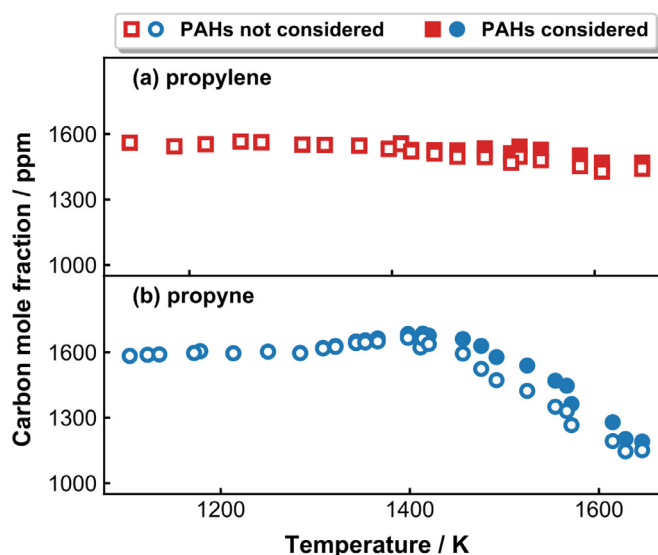 PAHs not considered PAHs considered
(a) propylene
1600
1300
1000
(b) propyne
1600
1300
1000
Carbon mole fraction / ppm
1200 1400 1600
Temperature / K